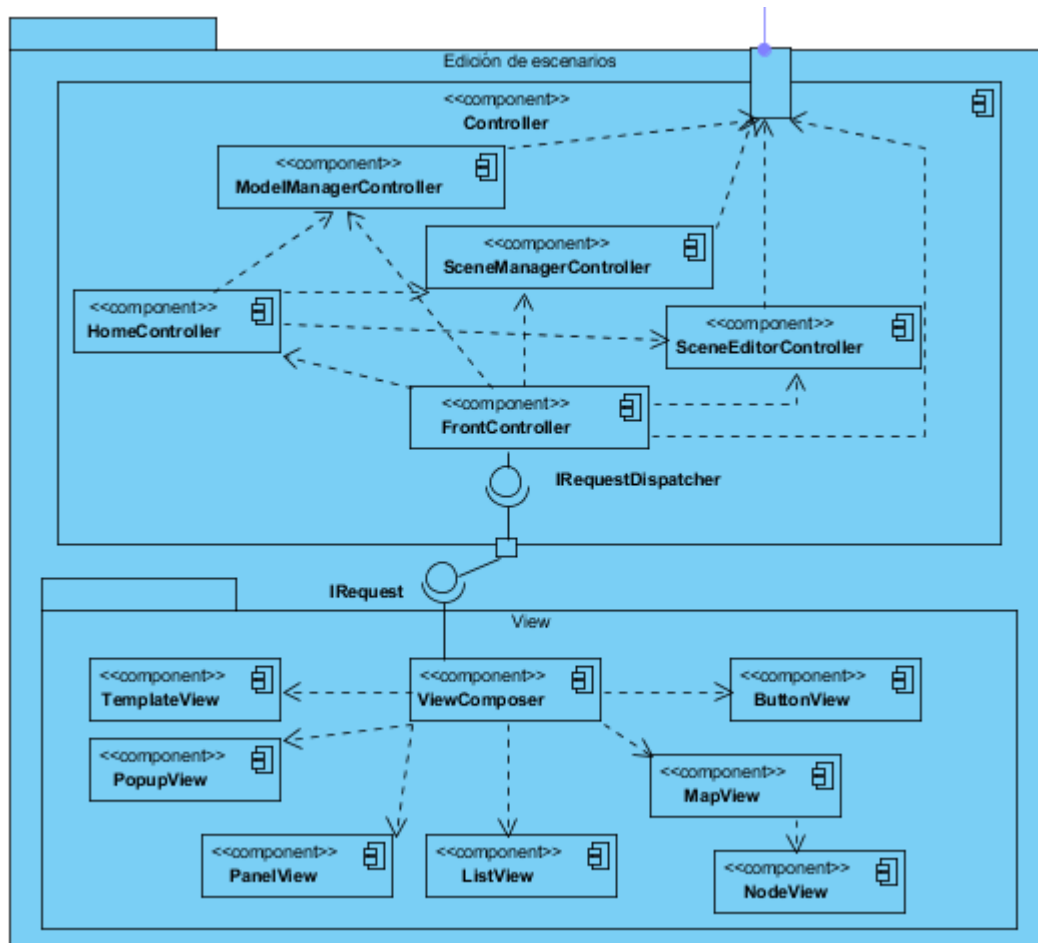 Edición de escenarios
<<component>>
Controller
<<component>>
ModelManagerController
<<component>>
SceneManagerController
<<component>>
HomeController
<<component>>
SceneEditorController
<<component>>
FrontController
IRequestDispatcher
IRequest
View
<<component>>
TemplateView
<<component>>
ViewComposer
<<component>>
ButtonView
<<component>>
PopupView
<<component>>
MapView
<<component>>
PanelView
<<component>>
ListView
<<component>>
NodeView